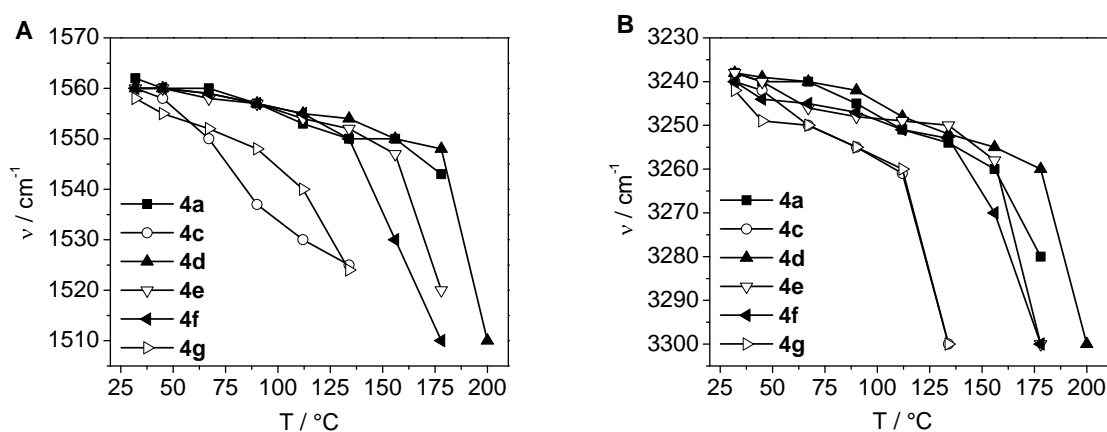 A
1570
1560
1550
1540
1530
1520
1510
ν / cm-1
4a
4c
4d
4e
4f
4g
25 50 75 100 125 150 175 200
T / °C
B
3230
3240
3250
3260
3270
3280
3290
3300
ν / cm-1
4a
4c
4d
4e
4f
4g
25 50 75 100 125 150 175 200
T / °C